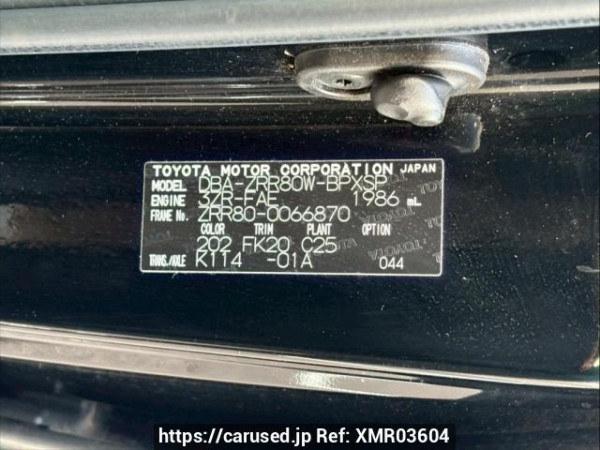 TOYOTA MOTOR CORPORATION JAPAN
MODEL DBA-ZRR80W-BPXSP
ENGINE 3ZR-FAE 1986 mL
FRAME No. ZRR80-0066870
COLOR TRIM PLANT OPTION
202 FK20 C25
TRANS./AXLE K114 -01A 044
https://carused.jp Ref: XMR03604